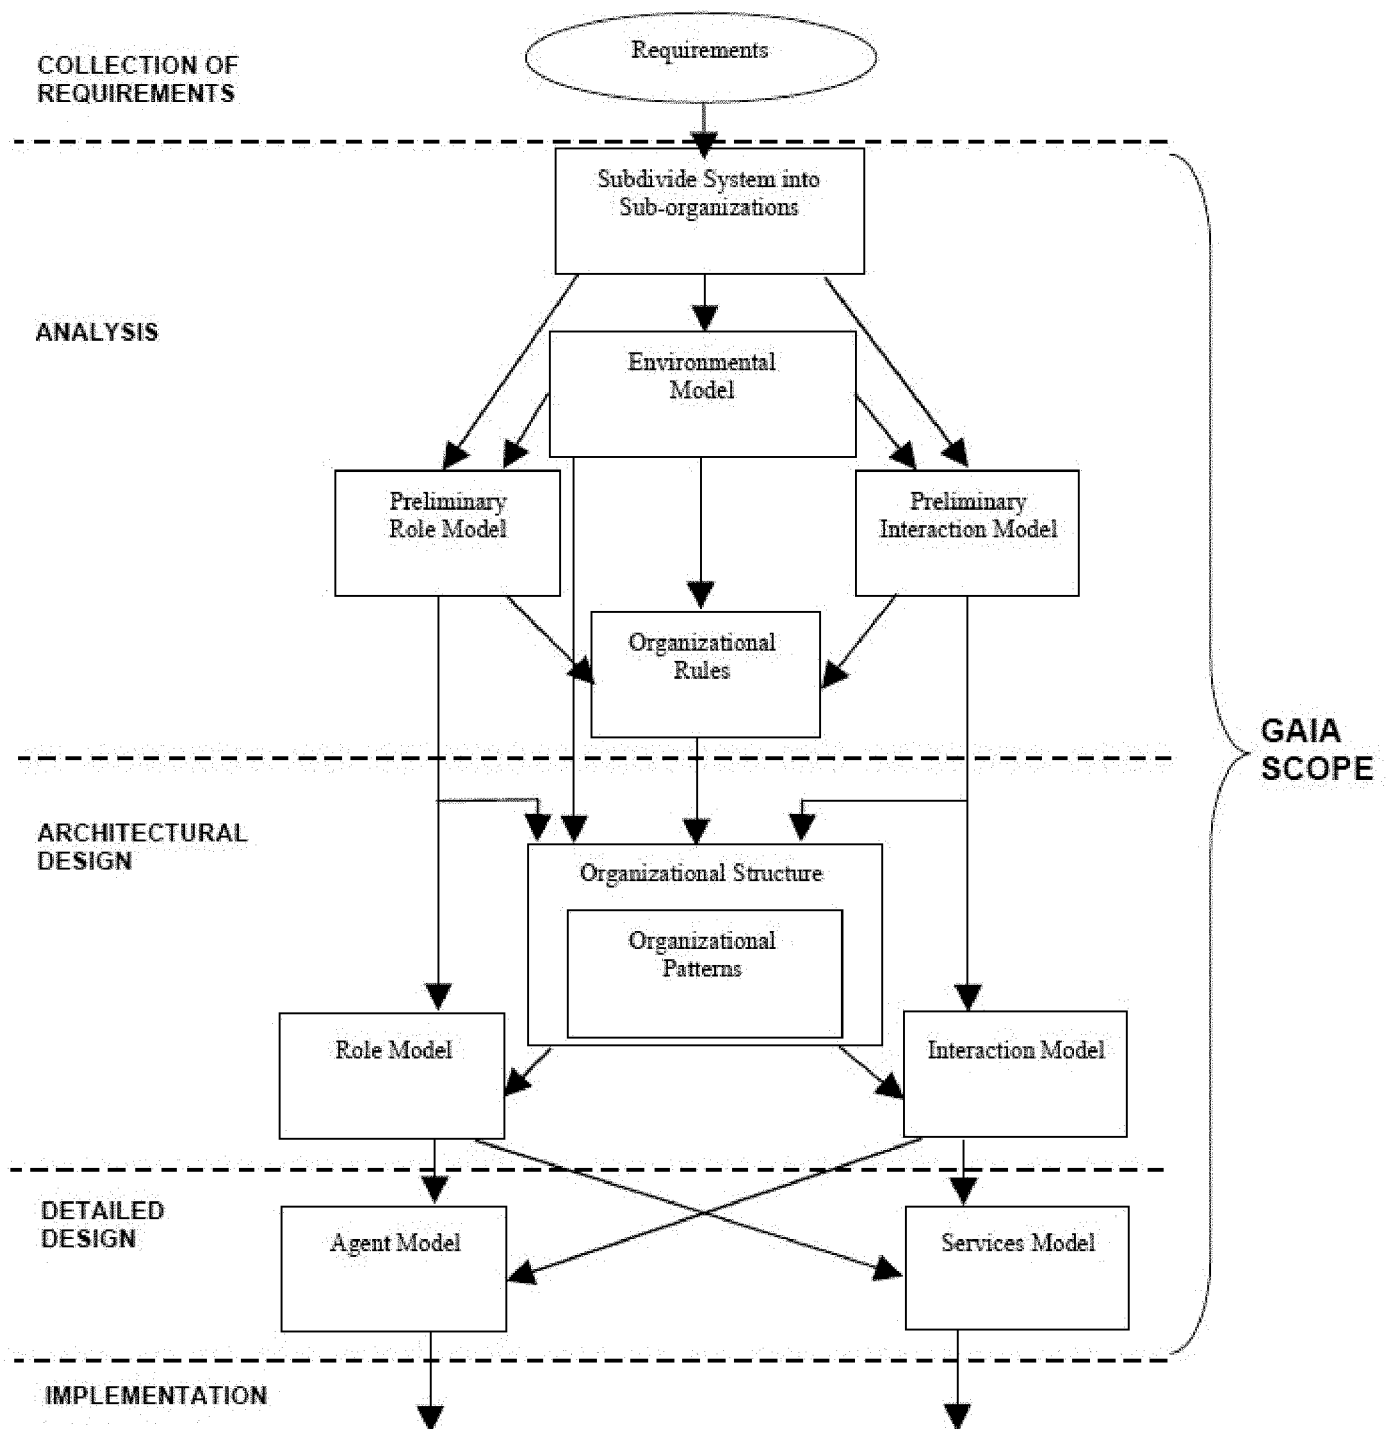 COLLECTION OF
REQUIREMENTS
Requirements
Subdivide System into
Sub-organizations
ANALYSIS
Environmental
Model
Preliminary
Role Model
Preliminary
Interaction Model
Organizational
Rules
GAIA
SCOPE
ARCHITECTURAL
DESIGN
Organizational Structure
Organizational
Patterns
Role Model
Interaction Model
DETAILED
DESIGN
Agent Model
Services Model
IMPLEMENTATION